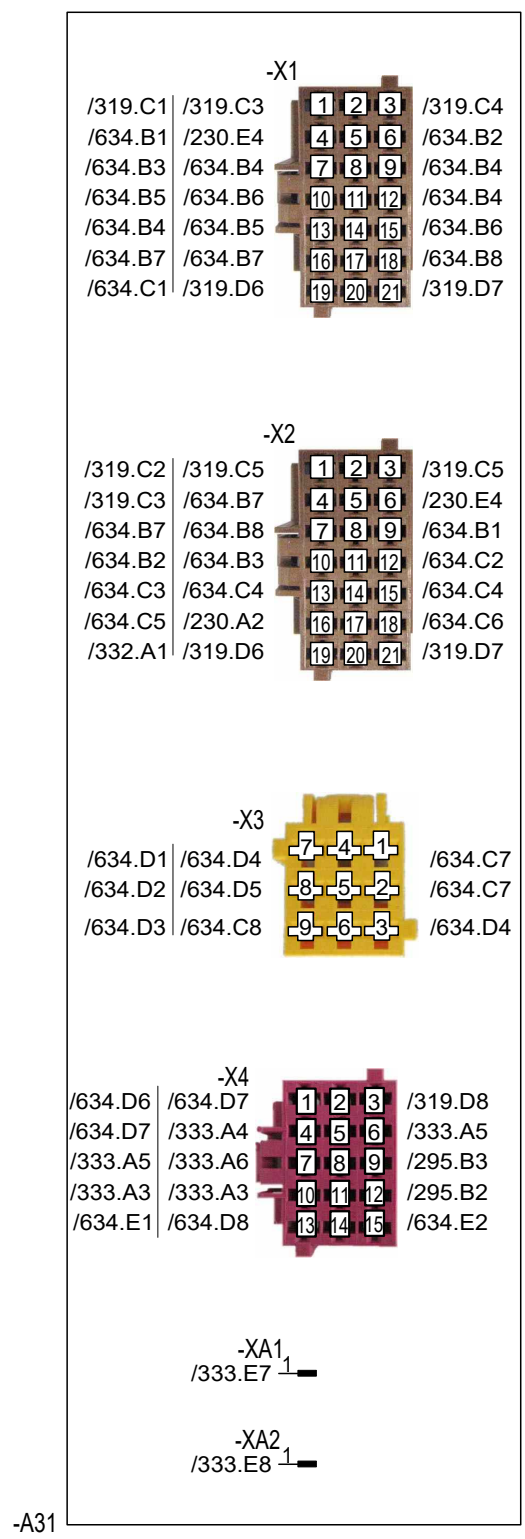 -X1
/319.C1 /319.C3 1 2 3 /319.C4
/634.B1 /230.E4 4 5 6 /634.B2
/634.B3 /634.B4 7 8 9 /634.B4
/634.B5 /634.B6 10 11 12 /634.B4
/634.B4 /634.B5 13 14 15 /634.B6
/634.B7 /634.B7 16 17 18 /634.B8
/634.C1 /319.D6 19 20 21 /319.D7
-X2
/319.C2 /319.C5 1 2 3 /319.C5
/319.C3 /634.B7 4 5 6 /230.E4
/634.B7 /634.B8 7 8 9 /634.B1
/634.B2 /634.B3 10 11 12 /634.C2
/634.C3 /634.C4 13 14 15 /634.C4
/634.C5 /230.A2 16 17 18 /634.C6
/332.A1 /319.D6 19 20 21 /319.D7
-X3
/634.D1 /634.D4 7 4 1 /634.C7
/634.D2 /634.D5 8 5 2 /634.C7
/634.D3 /634.C8 9 6 3 /634.D4
-X4
/634.D6 /634.D7 1 2 3 /319.D8
/634.D7 /333.A4 4 5 6 /333.A5
/333.A5 /333.A6 7 8 9 /295.B3
/333.A3 /333.A3 10 11 12 /295.B2
/634.E1 /634.D8 13 14 15 /634.E2
-XA1
/333.E7 1
-XA2
/333.E8 1
-A31